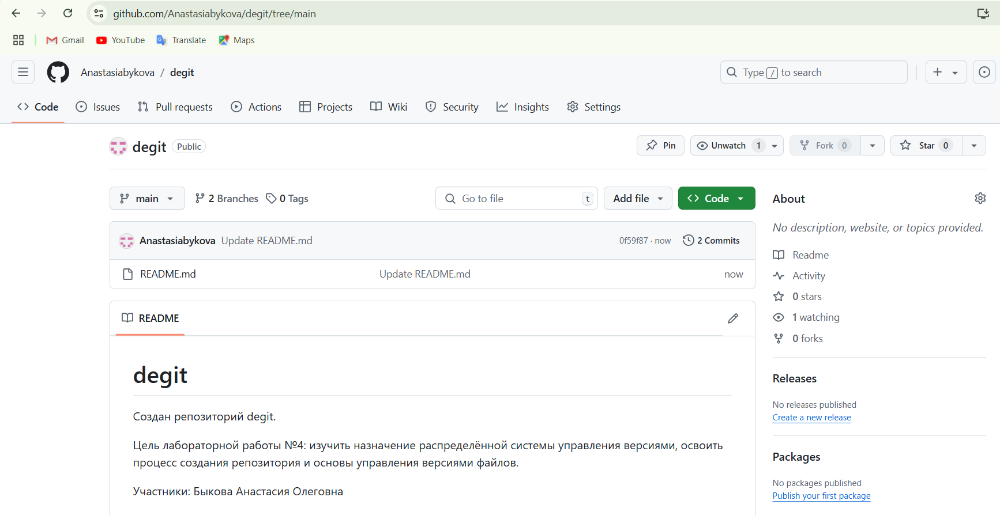 github.com/Anastasiabykova/degit/tree/main
Gmail YouTube Translate Maps
Anastasiabykova / degit Type / to search
Code Issues Pull requests Actions Projects Wiki Security Insights Settings
degit Public Pin Unwatch 1 Fork 0 Star 0
main 2 Branches 0 Tags Go to file t Add file Code
Anastasiabykova Update README.md 0f59f87 · now 2 Commits
README.md Update README.md now
README
degit
Создан репозиторий degit.
Цель лабораторной работы №4: изучить назначение распределённой системы управления версиями, освоить
процесс создания репозитория и основы управления версиями файлов.
Участники: Быкова Анастасия Олеговна
About
No description, website, or topics provided.
Readme
Activity
0 stars
1 watching
0 forks
Releases
No releases published
Create a new release
Packages
No packages published
Publish your first package